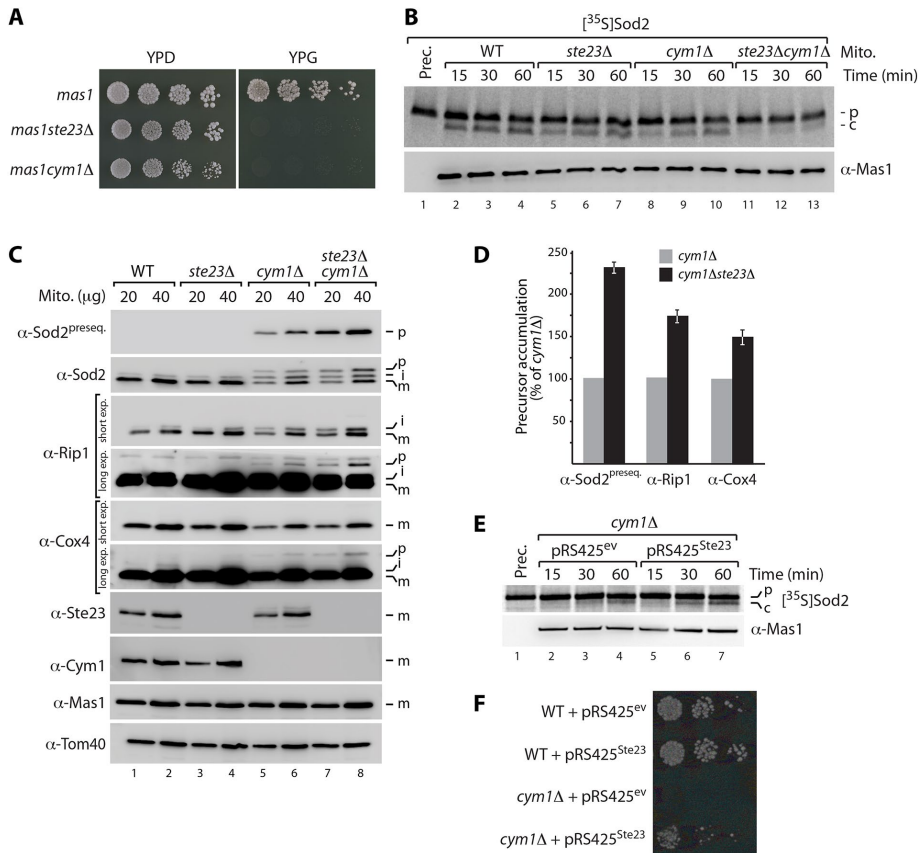 A
YPD YPG
mas1
mas1ste23Δ
mas1cym1Δ
B
[³⁵S]Sod2
Prec. WT ste23Δ cym1Δ ste23Δcym1Δ Mito.
15 30 60 15 30 60 15 30 60 15 30 60 Time (min)
p
c
α-Mas1
1 2 3 4 5 6 7 8 9 10 11 12 13
C
WT ste23Δ cym1Δ ste23Δ cym1Δ
Mito. (μg) 20 40 20 40 20 40 20 40
α-Sod2ᵖʳᵉˢᵉq. p
α-Sod2 p
i
m
α-Rip1
short exp. i
m
long exp. p
i
m
α-Cox4
short exp. m
long exp. p
i
m
α-Ste23 m
α-Cym1 m
α-Mas1 m
α-Tom40
1 2 3 4 5 6 7 8
D
Precursor accumulation
(% of cym1Δ)
250
200
150
100
50
cym1Δ
cym1Δste23Δ
α-Sod2ᵖʳᵉˢᵉq. α-Rip1 α-Cox4
E
cym1Δ
Prec. pRS425ᵉᵛ pRS425ˢᵗᵉ²³
15 30 60 15 30 60 Time (min)
p
c
[³⁵S]Sod2
α-Mas1
1 2 3 4 5 6 7
F
WT + pRS425ᵉᵛ
WT + pRS425ˢᵗᵉ²³
cym1Δ + pRS425ᵉᵛ
cym1Δ + pRS425ˢᵗᵉ²³